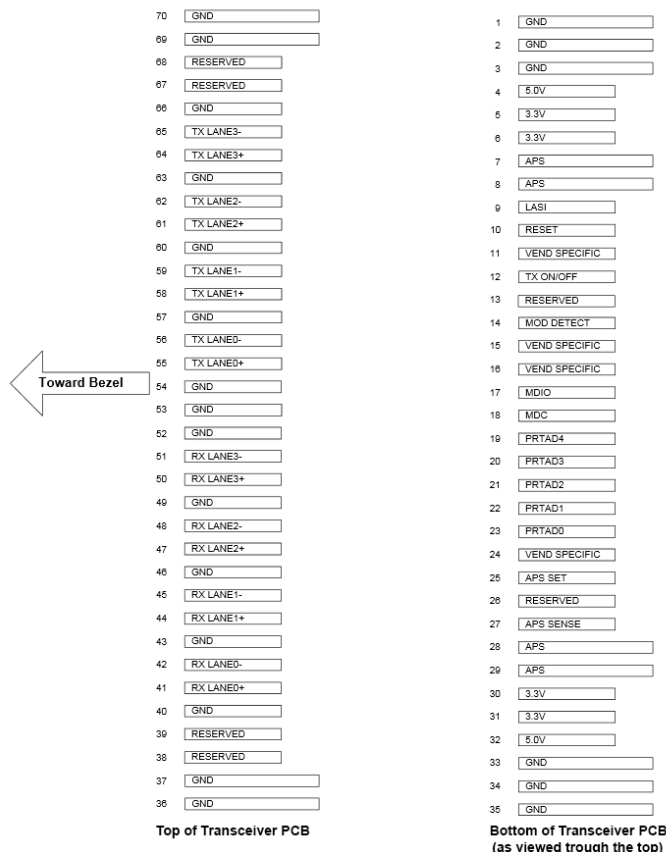 70 GND
69 GND
68 RESERVED
67 RESERVED
66 GND
65 TX LANE3-
64 TX LANE3+
63 GND
62 TX LANE2-
61 TX LANE2+
60 GND
59 TX LANE1-
58 TX LANE1+
57 GND
56 TX LANE0-
55 TX LANE0+
54 GND
53 GND
52 GND
51 RX LANE3-
50 RX LANE3+
49 GND
48 RX LANE2-
47 RX LANE2+
46 GND
45 RX LANE1-
44 RX LANE1+
43 GND
42 RX LANE0-
41 RX LANE0+
40 GND
39 RESERVED
38 RESERVED
37 GND
36 GND
Top of Transceiver PCB
Toward Bezel
1 GND
2 GND
3 GND
4 5.0V
5 3.3V
6 3.3V
7 APS
8 APS
9 LASI
10 RESET
11 VEND SPECIFIC
12 TX ON/OFF
13 RESERVED
14 MOD DETECT
15 VEND SPECIFIC
16 VEND SPECIFIC
17 MDIO
18 MDC
19 PRTAD4
20 PRTAD3
21 PRTAD2
22 PRTAD1
23 PRTAD0
24 VEND SPECIFIC
25 APS SET
26 RESERVED
27 APS SENSE
28 APS
29 APS
30 3.3V
31 3.3V
32 5.0V
33 GND
34 GND
35 GND
Bottom of Transceiver PCB
(as viewed trough the top)